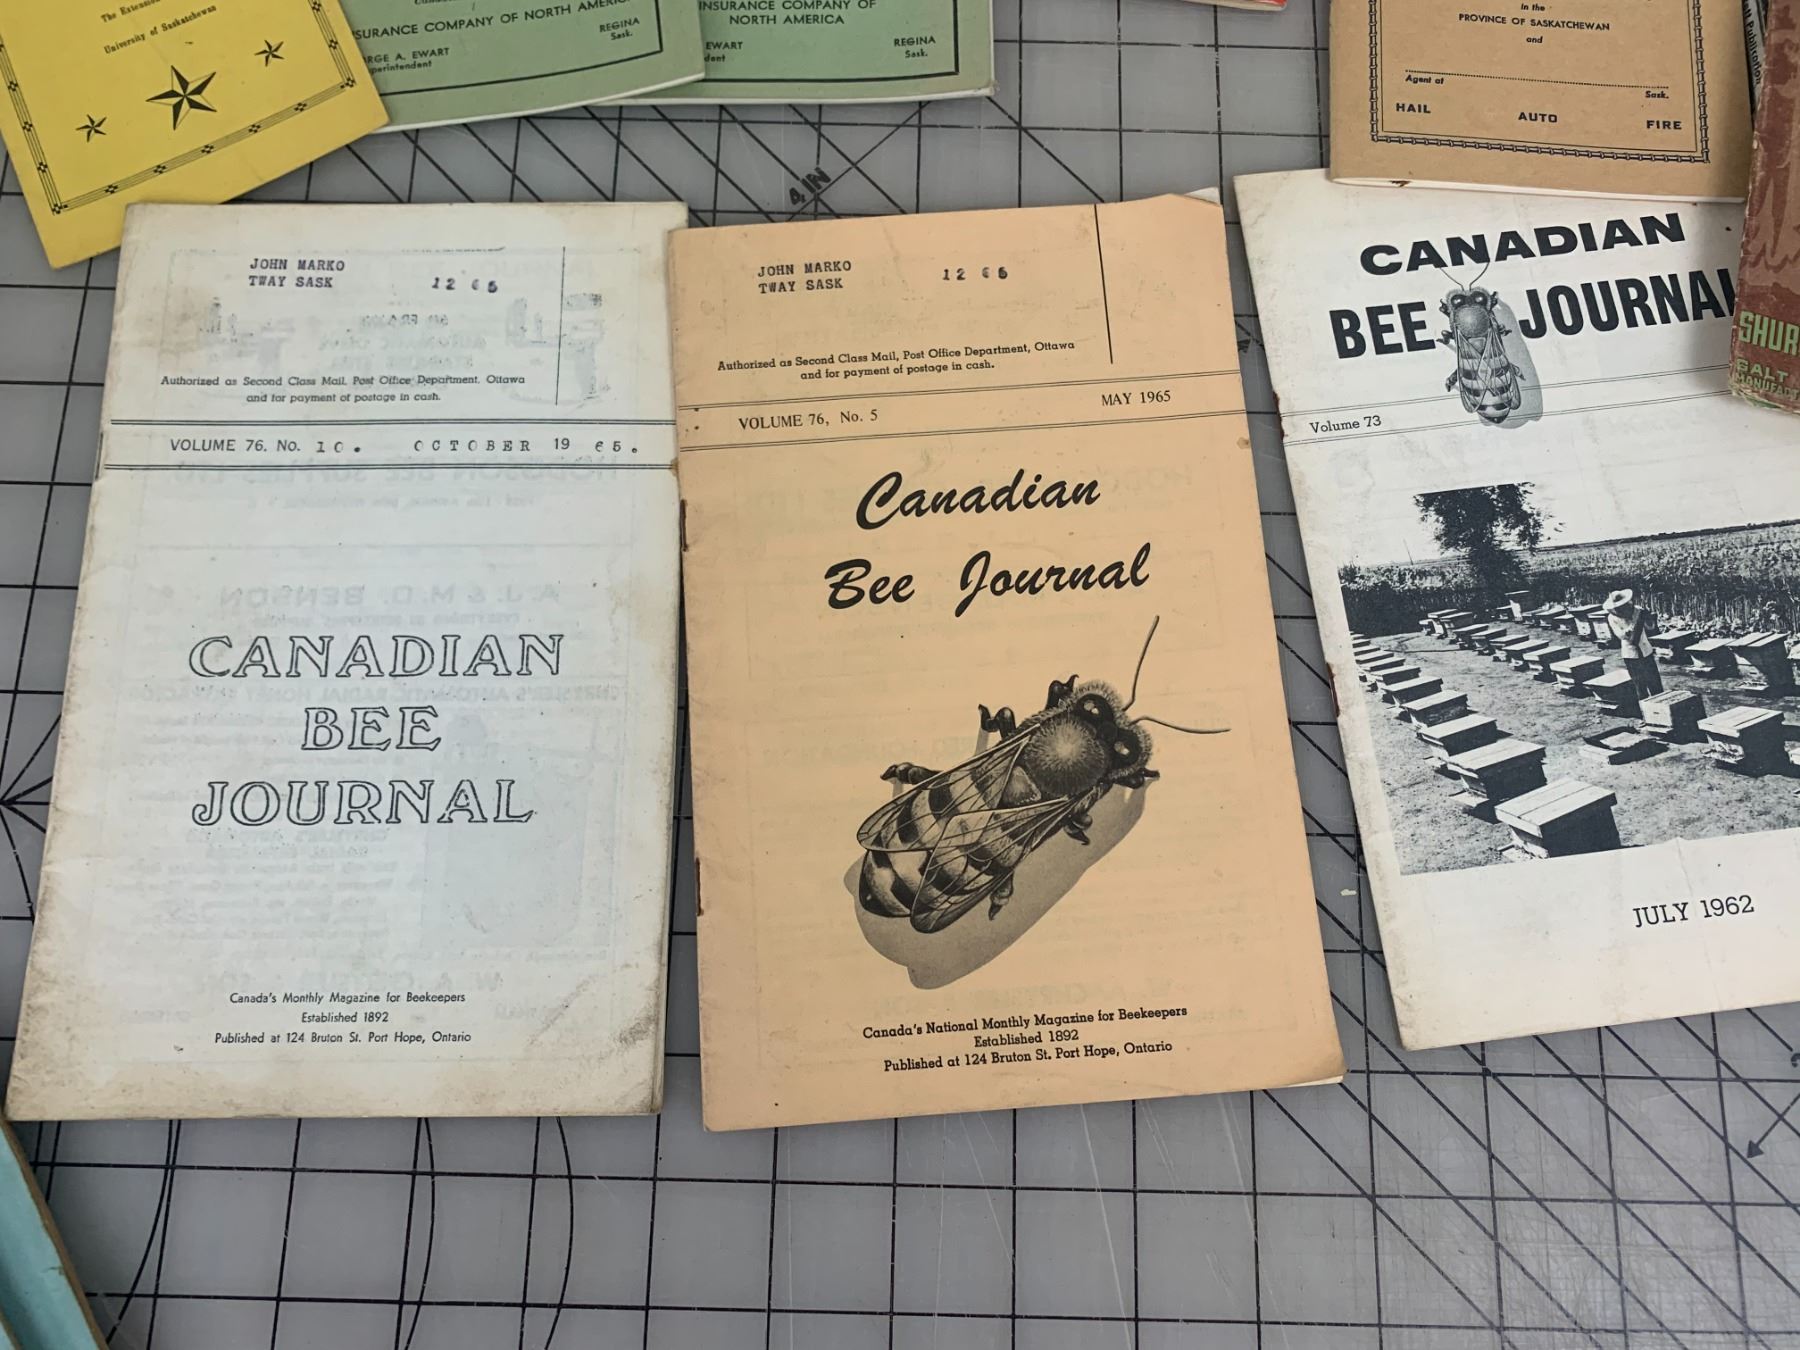 The Extension
University of Saskatchewan
INSURANCE COMPANY OF NORTH AMERICA
EWART
REGINA
Sask.
INSURANCE COMPANY OF
NORTH AMERICA
EWART
REGINA
Sask.
in the
PROVINCE OF SASKATCHEWAN
and
Agent at
Sask.
HAIL AUTO FIRE
SHUR
GALT
4 IN
JOHN MARKO
TWAY SASK
12 65
Authorized as Second Class Mail, Post Office Department, Ottawa
and for payment of postage in cash.
VOLUME 76, No. 10. OCTOBER 19 65.
CANADIAN
BEE
JOURNAL
Canada's Monthly Magazine for Beekeepers
Established 1892
Published at 124 Bruton St. Port Hope, Ontario
JOHN MARKO
TWAY SASK
12 65
Authorized as Second Class Mail, Post Office Department, Ottawa
and for payment of postage in cash.
VOLUME 76, No. 5 MAY 1965
Canadian
Bee Journal
Canada's National Monthly Magazine for Beekeepers
Established 1892
Published at 124 Bruton St. Port Hope, Ontario
CANADIAN
BEE JOURNAL
Volume 73
JULY 1962